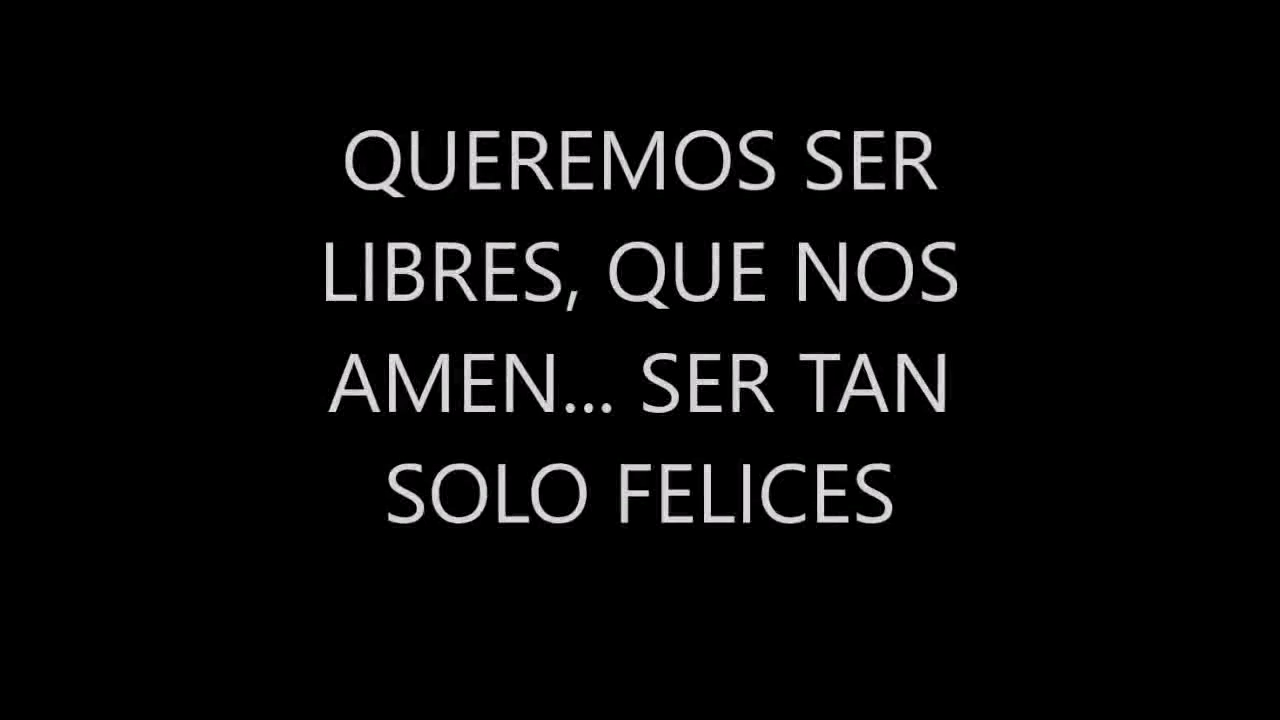 QUEREMOS SER
LIBRES, QUE NOS
AMEN... SER TAN
SOLO FELICES